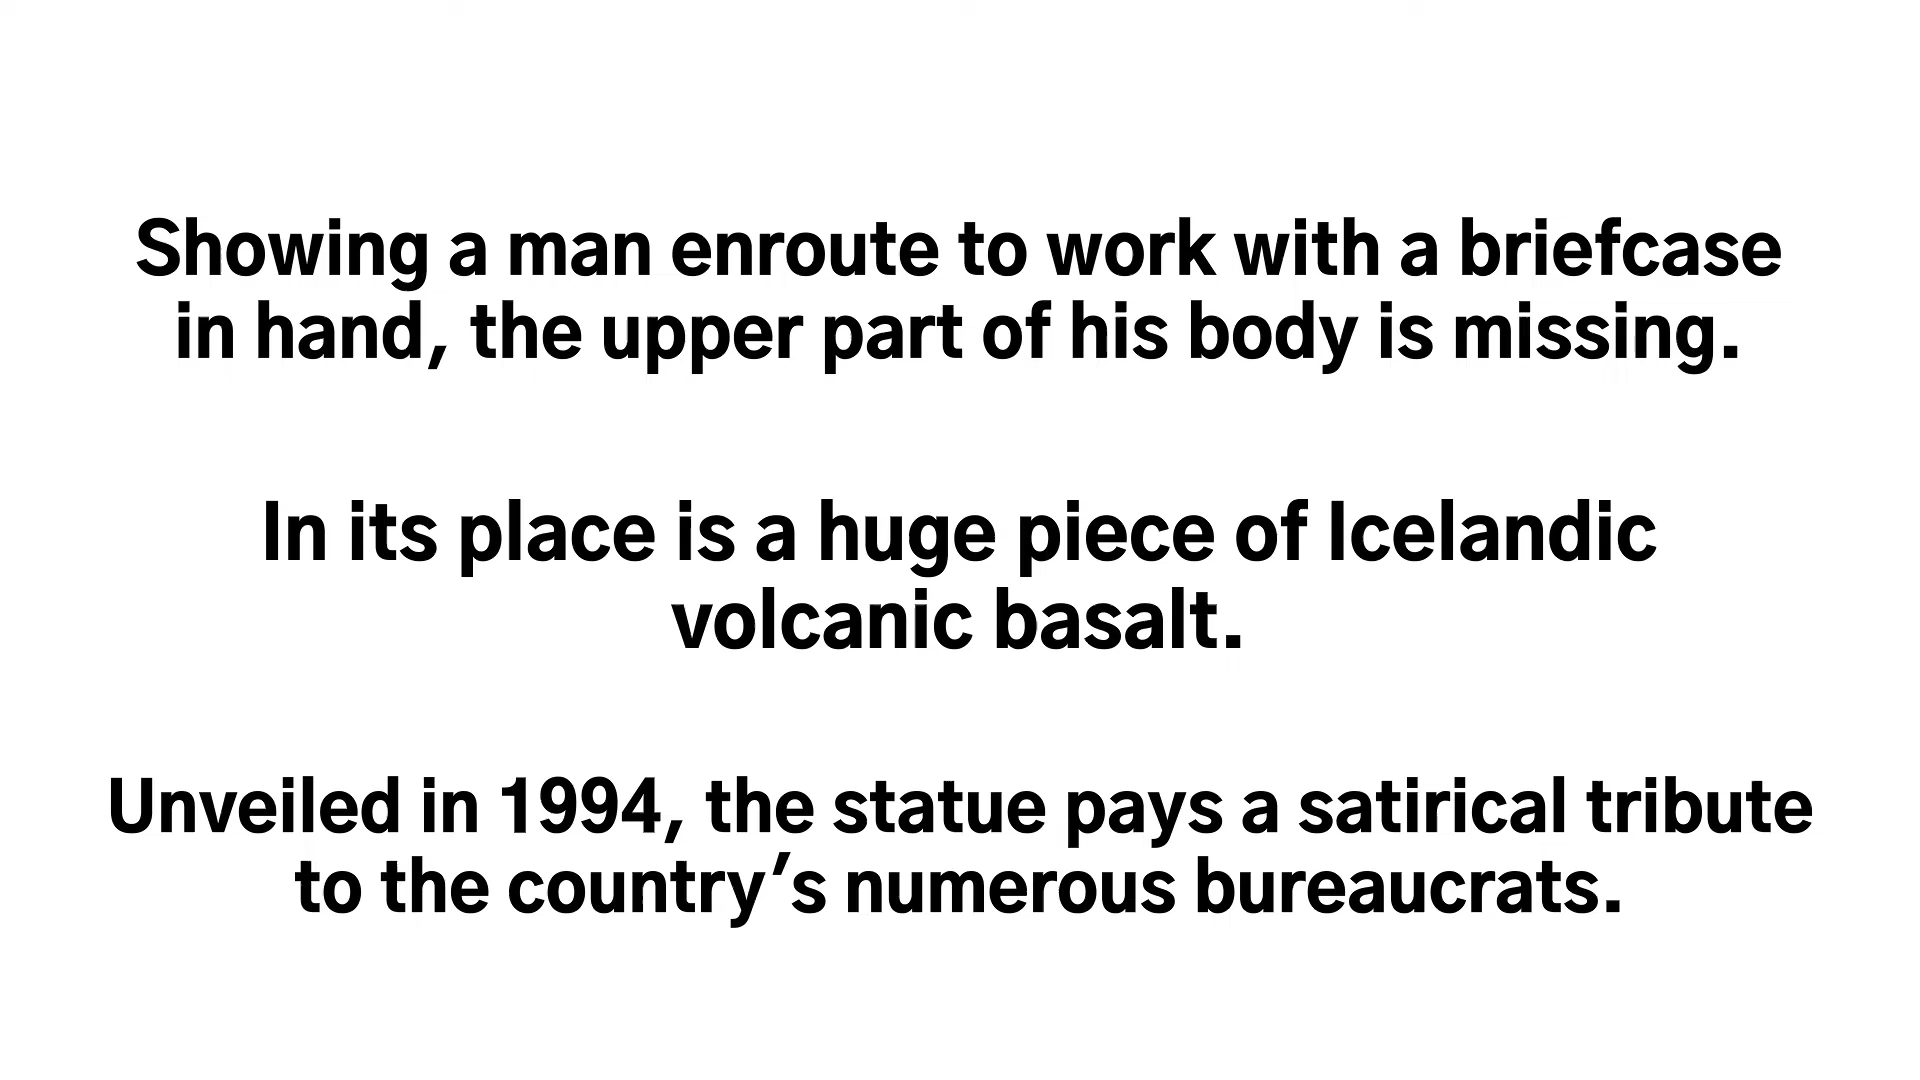 Showing a man enroute to work with a briefcase
in hand, the upper part of his body is missing.
In its place is a huge piece of Icelandic
volcanic basalt.
Unveiled in 1994, the statue pays a satirical tribute
to the country’s numerous bureaucrats.